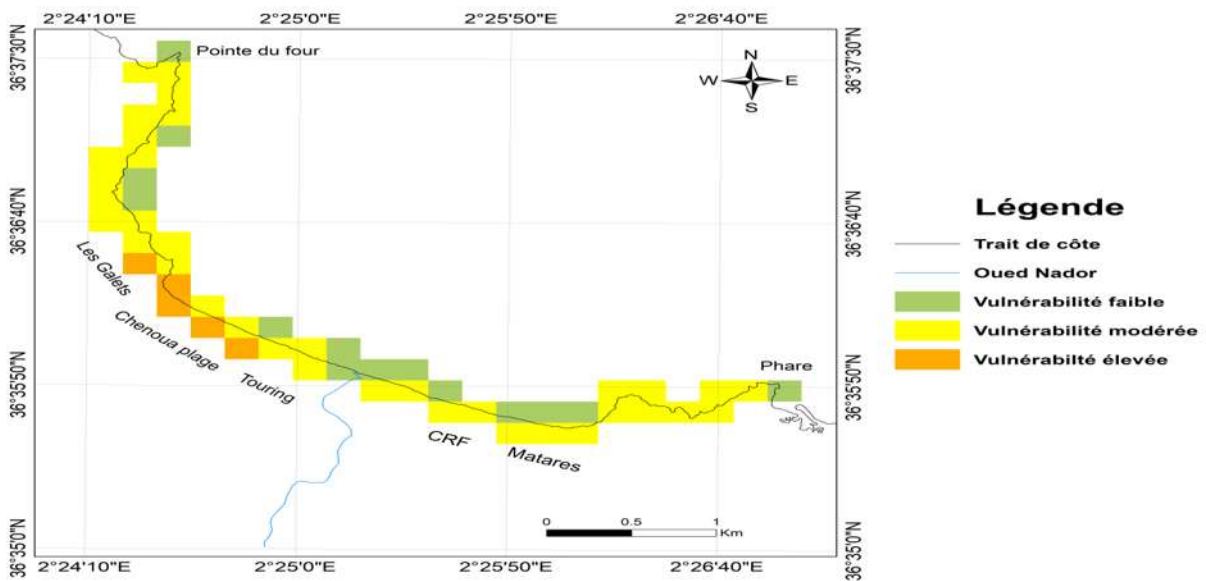 2°24'10"E 2°25'0"E 2°25'50"E 2°26'40"E
36°37'30"N
36°37'30"N
Pointe du four
N
W E
S
36°36'40"N
36°36'40"N
Les Galets
Chenoua plage
Touring
36°35'50"N
36°35'50"N
Phare
CRF
Matares
0 0.5 1
Km
36°35'0"N
36°35'0"N
2°24'10"E 2°25'0"E 2°25'50"E 2°26'40"E
Légende
Trait de côte
Oued Nador
Vulnérabilité faible
Vulnérabilité modérée
Vulnérabilté élevée